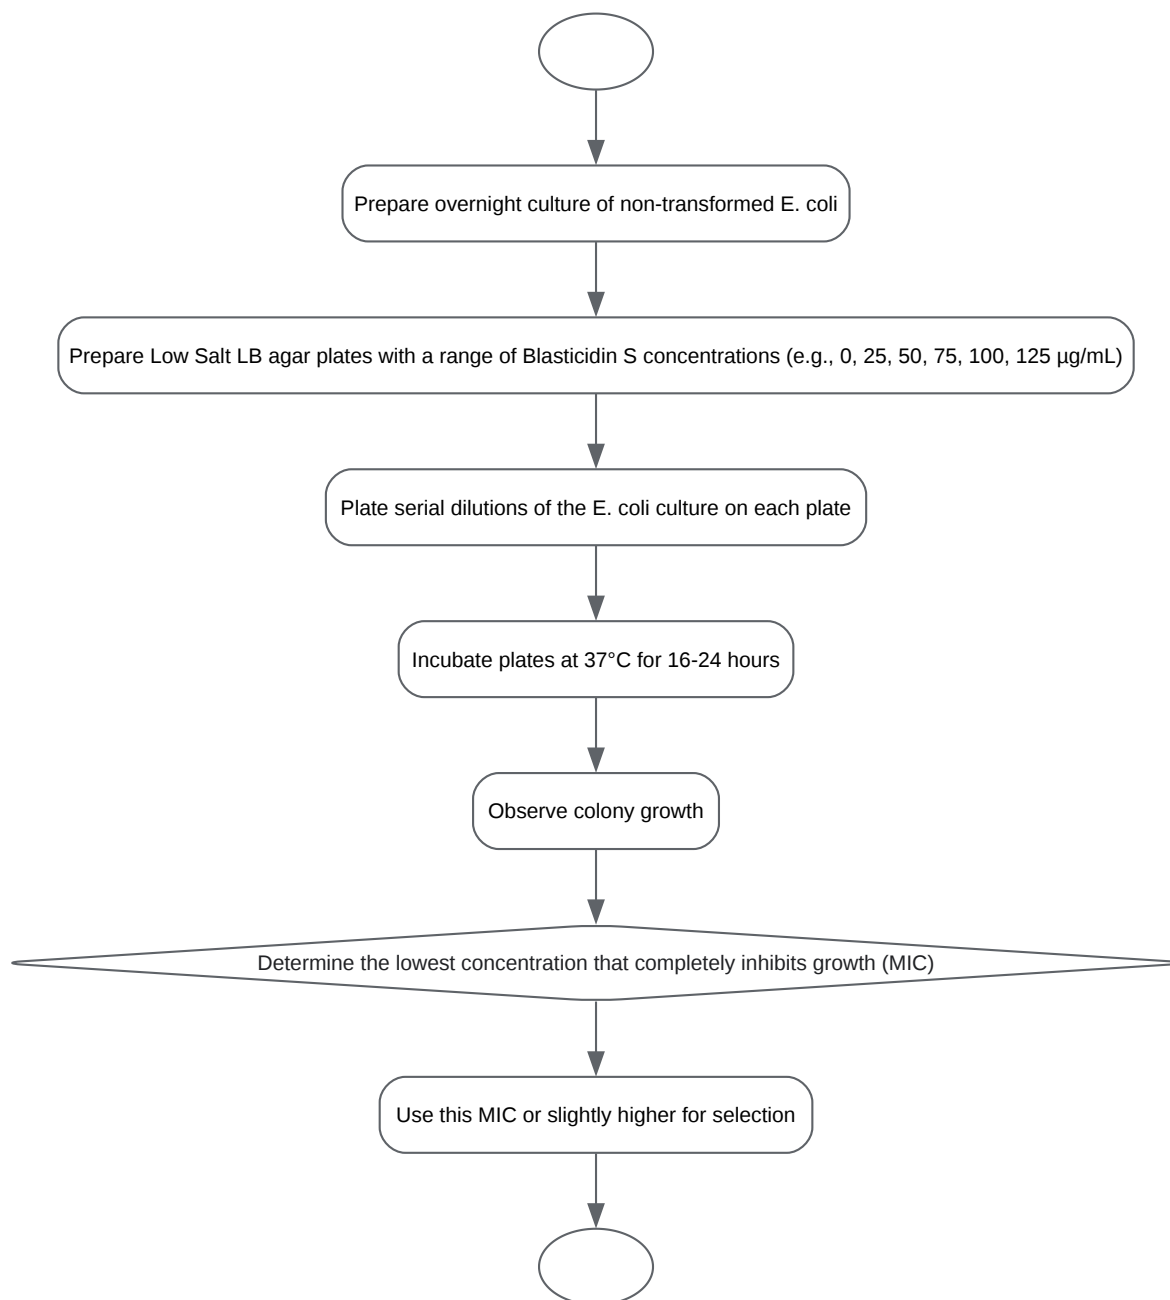 Prepare overnight culture of non-transformed E. coli
Prepare Low Salt LB agar plates with a range of Blasticidin S concentrations (e.g., 0, 25, 50, 75, 100, 125 µg/mL)
Plate serial dilutions of the E. coli culture on each plate
Incubate plates at 37°C for 16-24 hours
Observe colony growth
Determine the lowest concentration that completely inhibits growth (MIC)
Use this MIC or slightly higher for selection